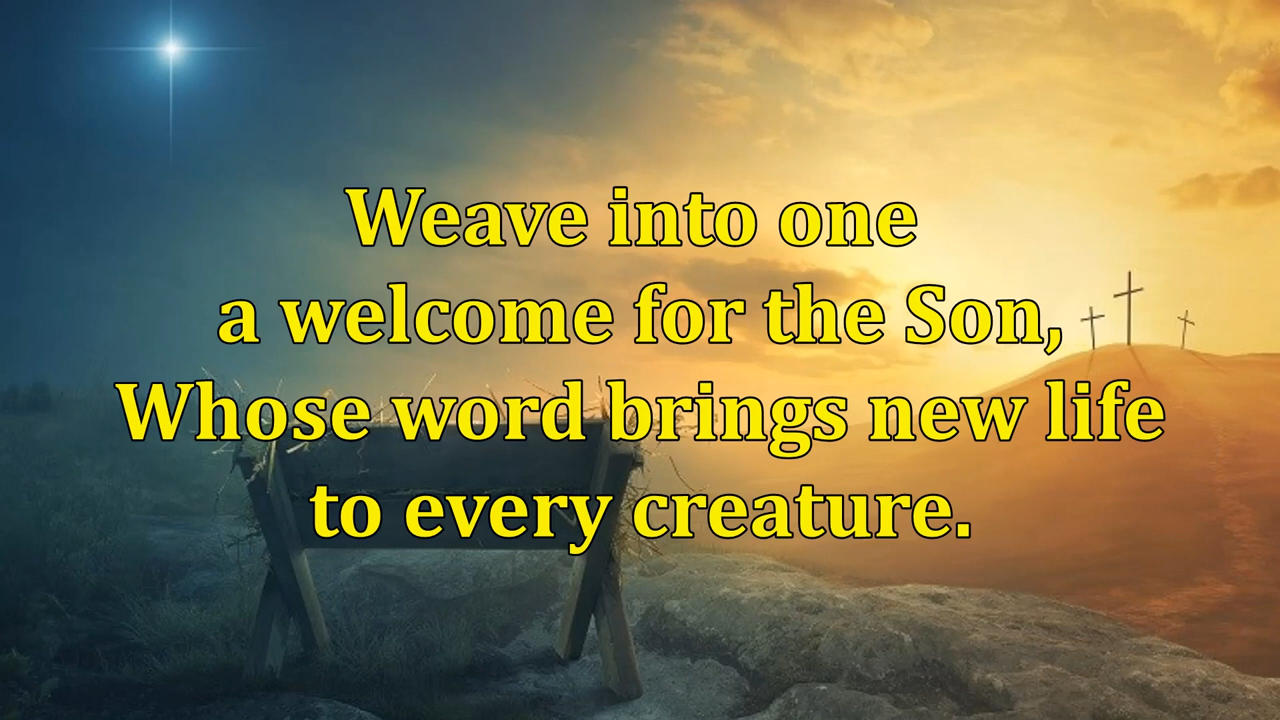 Weave into one
a welcome for the Son,
Whose word brings new life
to every creature.